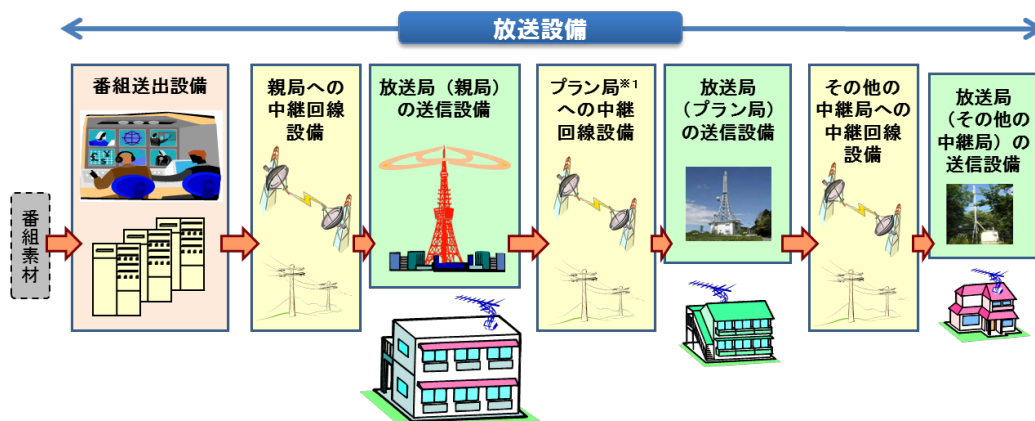 放送設備
番組素材
番組送出設備
親局への
中継回線
設備
放送局（親局）
の送信設備
プラン局※1
への中継
回線設備
放送局
（プラン局）
の送信設備
その他の
中継局への
中継回線
設備
放送局
（その他の
中継局）の
送信設備